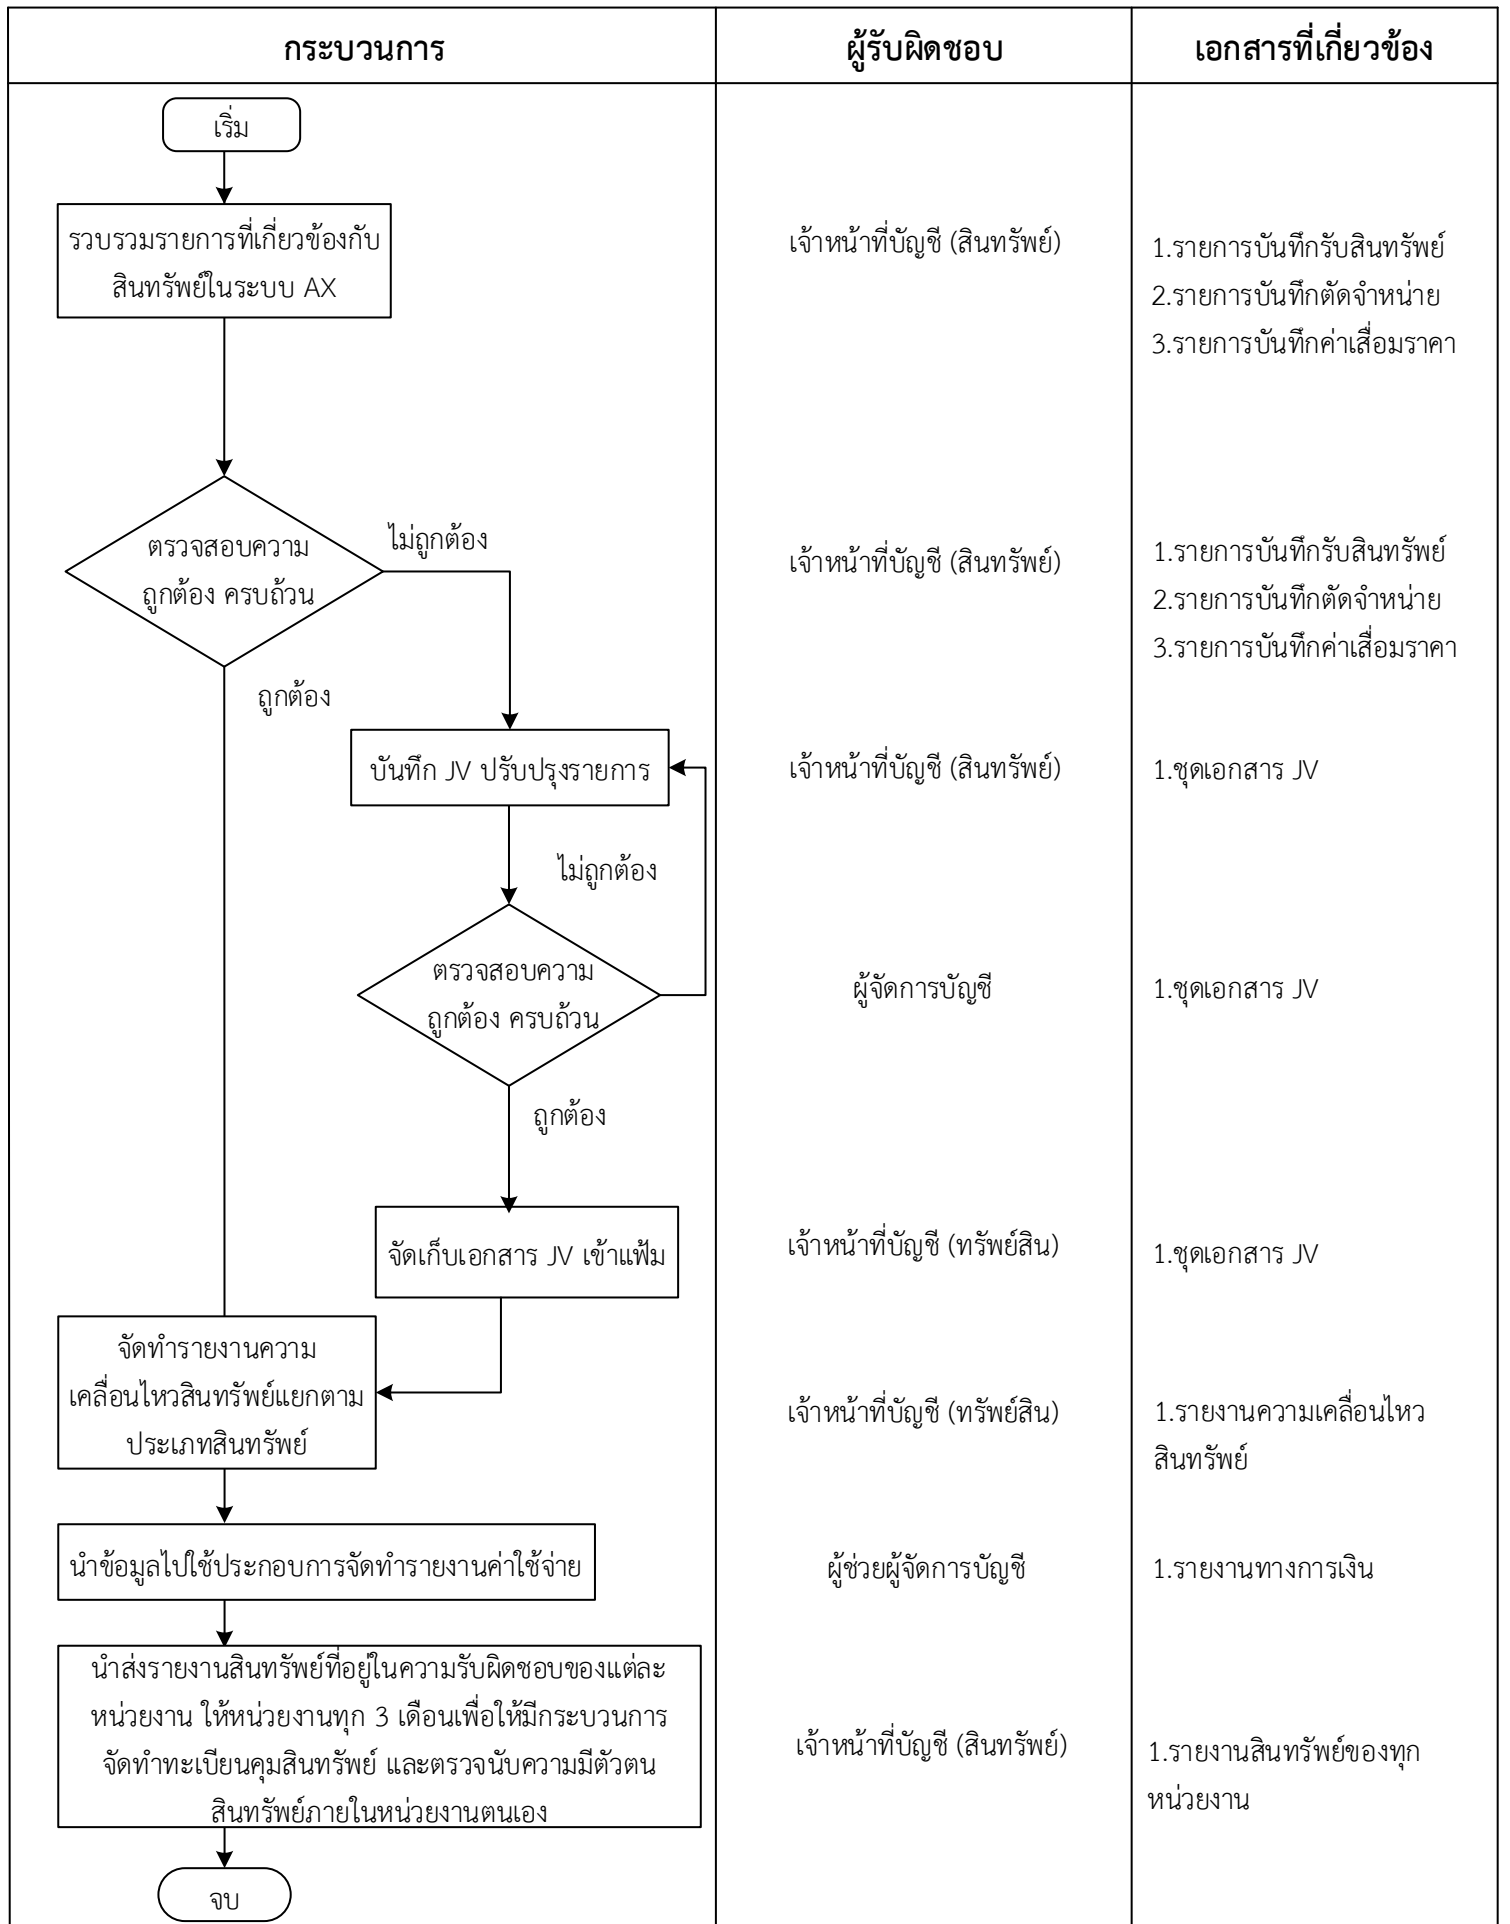 กระบวนการ
ผู้รับผิดชอบ
เอกสารที่เกี่ยวข้อง
เริ่ม
รวบรวมรายการที่เกี่ยวข้องกับ
สินทรัพย์ในระบบ AX
เจ้าหน้าที่บัญชี (สินทรัพย์)
1.รายการบันทึกรับสินทรัพย์
2.รายการบันทึกตัดจำหน่าย
3.รายการบันทึกค่าเสื่อมราคา
ตรวจสอบความ
ถูกต้อง ครบถ้วน
ไม่ถูกต้อง
ถูกต้อง
เจ้าหน้าที่บัญชี (สินทรัพย์)
1.รายการบันทึกรับสินทรัพย์
2.รายการบันทึกตัดจำหน่าย
3.รายการบันทึกค่าเสื่อมราคา
บันทึก JV ปรับปรุงรายการ
เจ้าหน้าที่บัญชี (สินทรัพย์)
1.ชุดเอกสาร JV
ไม่ถูกต้อง
ตรวจสอบความ
ถูกต้อง ครบถ้วน
ผู้จัดการบัญชี
1.ชุดเอกสาร JV
ถูกต้อง
จัดเก็บเอกสาร JV เข้าแฟ้ม
เจ้าหน้าที่บัญชี (ทรัพย์สิน)
1.ชุดเอกสาร JV
จัดทำรายงานความ
เคลื่อนไหวสินทรัพย์แยกตาม
ประเภทสินทรัพย์
เจ้าหน้าที่บัญชี (ทรัพย์สิน)
1.รายงานความเคลื่อนไหว
สินทรัพย์
นำข้อมูลไปใช้ประกอบการจัดทำรายงานค่าใช้จ่าย
ผู้ช่วยผู้จัดการบัญชี
1.รายงานทางการเงิน
นำส่งรายงานสินทรัพย์ที่อยู่ในความรับผิดชอบของแต่ละ
หน่วยงาน ให้หน่วยงานทุก 3 เดือนเพื่อให้มีกระบวนการ
จัดทำทะเบียนคุมสินทรัพย์ และตรวจนับความมีตัวตน
สินทรัพย์ภายในหน่วยงานตนเอง
เจ้าหน้าที่บัญชี (สินทรัพย์)
1.รายงานสินทรัพย์ของทุก
หน่วยงาน
จบ